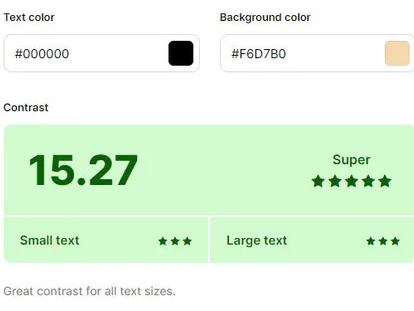 Text color Background color
#000000 #F6D7B0
Contrast
15.27 Super
Small text Large text
Great contrast for all text sizes.